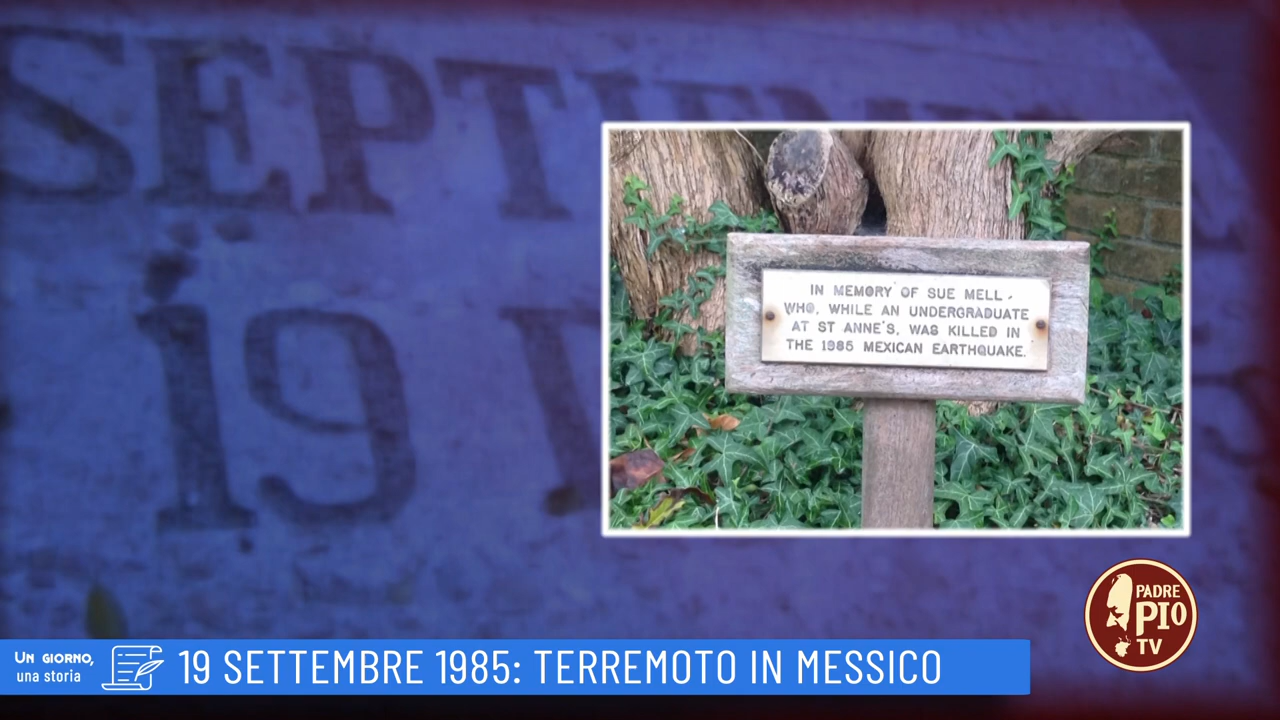 SEPTIEMBRE
19
IN MEMORY OF SUE MELL,
WHO, WHILE AN UNDERGRADUATE
AT ST ANNE'S, WAS KILLED IN
THE 1985 MEXICAN EARTHQUAKE.
PADRE
PIO
TV
UN GIORNO,
una storia
19 SETTEMBRE 1985: TERREMOTO IN MESSICO